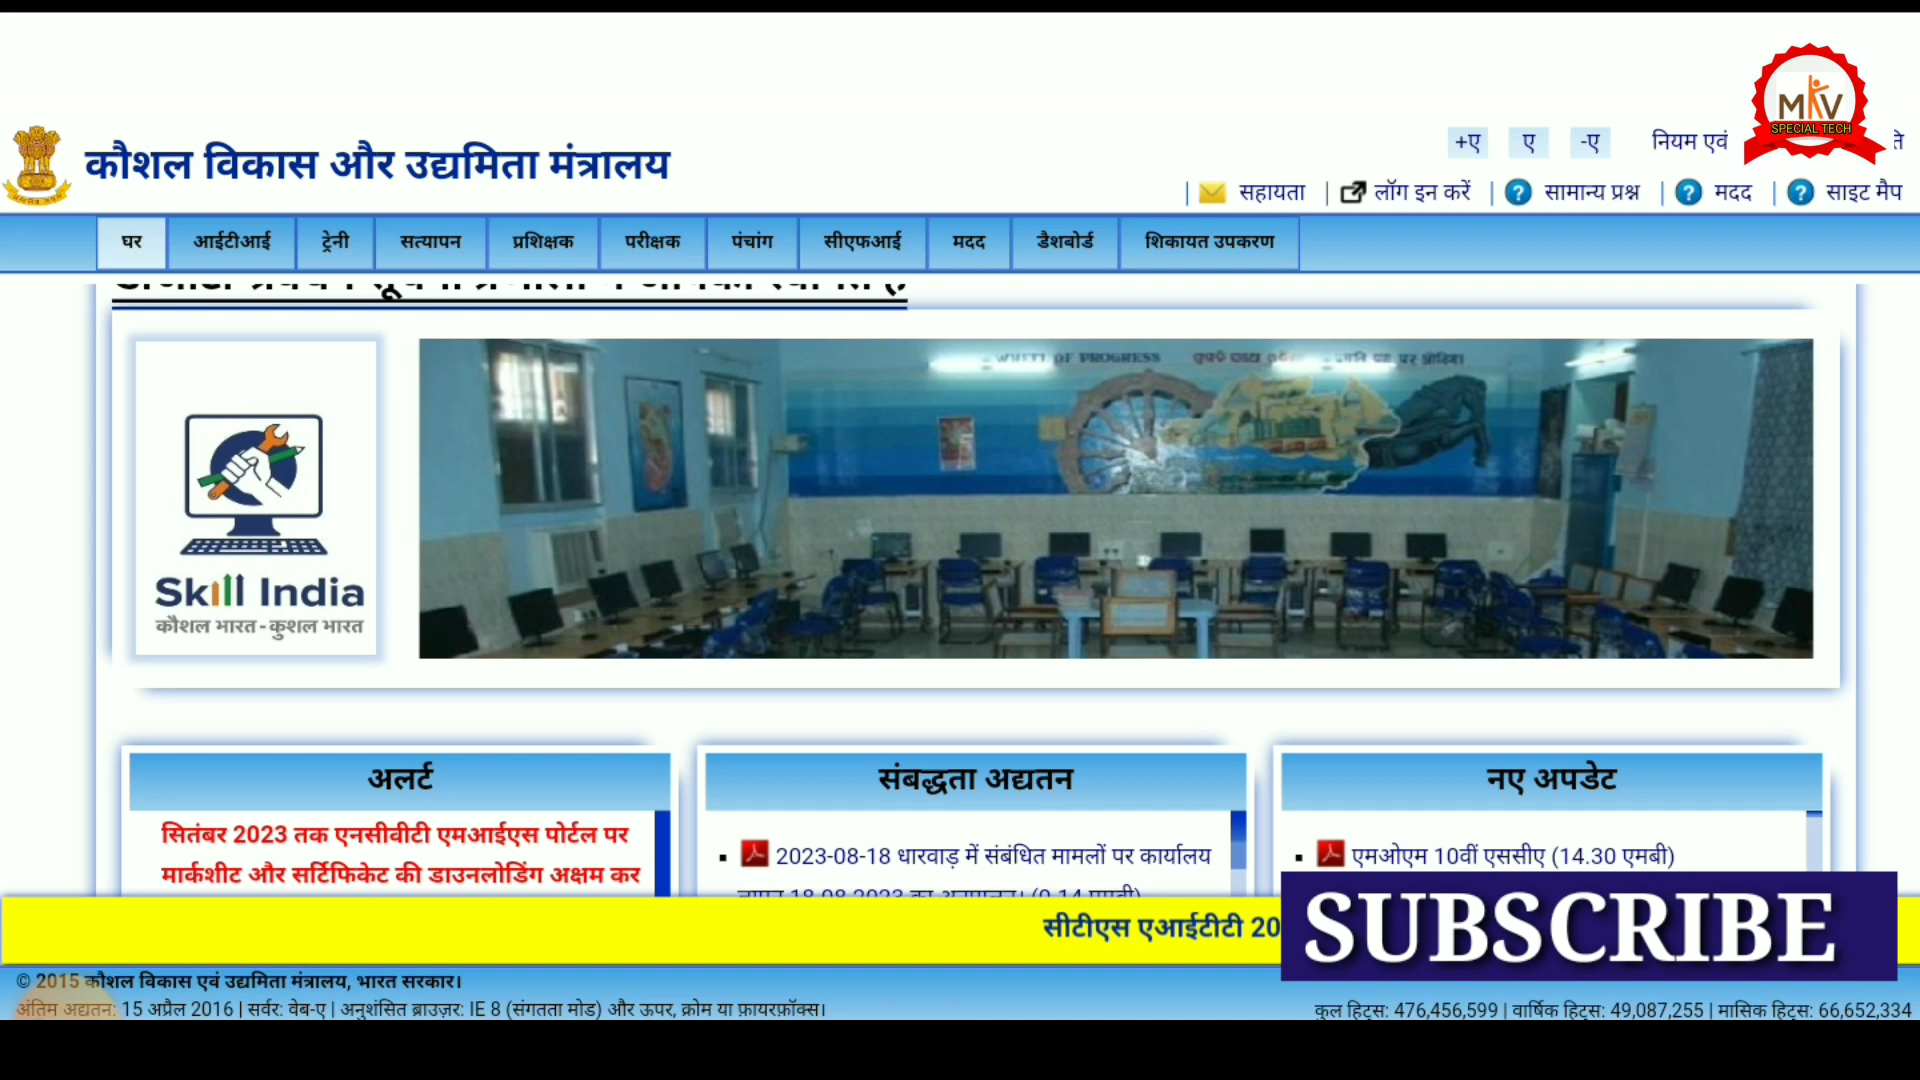 MKV
SPECIAL TECH
+ए ए -ए नियम एवं
कौशल विकास और उद्यमिता मंत्रालय
| सहायता | लॉग इन करें | सामान्य प्रश्न | मदद | साइट मैप
घर आईटीआई ट्रेनी सत्यापन प्रशिक्षक परीक्षक पंचांग सीएफआई मदद डैशबोर्ड शिकायत उपकरण
OF PROGRESS
Skill India
कौशल भारत-कुशल भारत
अलर्ट
सितंबर 2023 तक एनसीवीटी एमआईएस पोर्टल पर
मार्कशीट और सर्टिफिकेट की डाउनलोडिंग अक्षम कर
संबद्धता अद्यतन
2023-08-18 धारवाड़ में संबंधित मामलों पर कार्यालय
नए अपडेट
एमओएम 10वीं एससीए (14.30 एमबी)
सीटीएस एआईटीटी 20
SUBSCRIBE
© 2015 कौशल विकास एवं उद्यमिता मंत्रालय, भारत सरकार।
अंतिम अद्यतन: 15 अप्रैल 2016 | सर्वर: वेब-ए | अनुशंसित ब्राउज़र: IE 8 (संगतता मोड) और ऊपर, क्रोम या फ़ायरफ़ॉक्स।
कुल हिट्स: 476,456,599 | वार्षिक हिट्स: 49,087,255 | मासिक हिट्स: 66,652,334